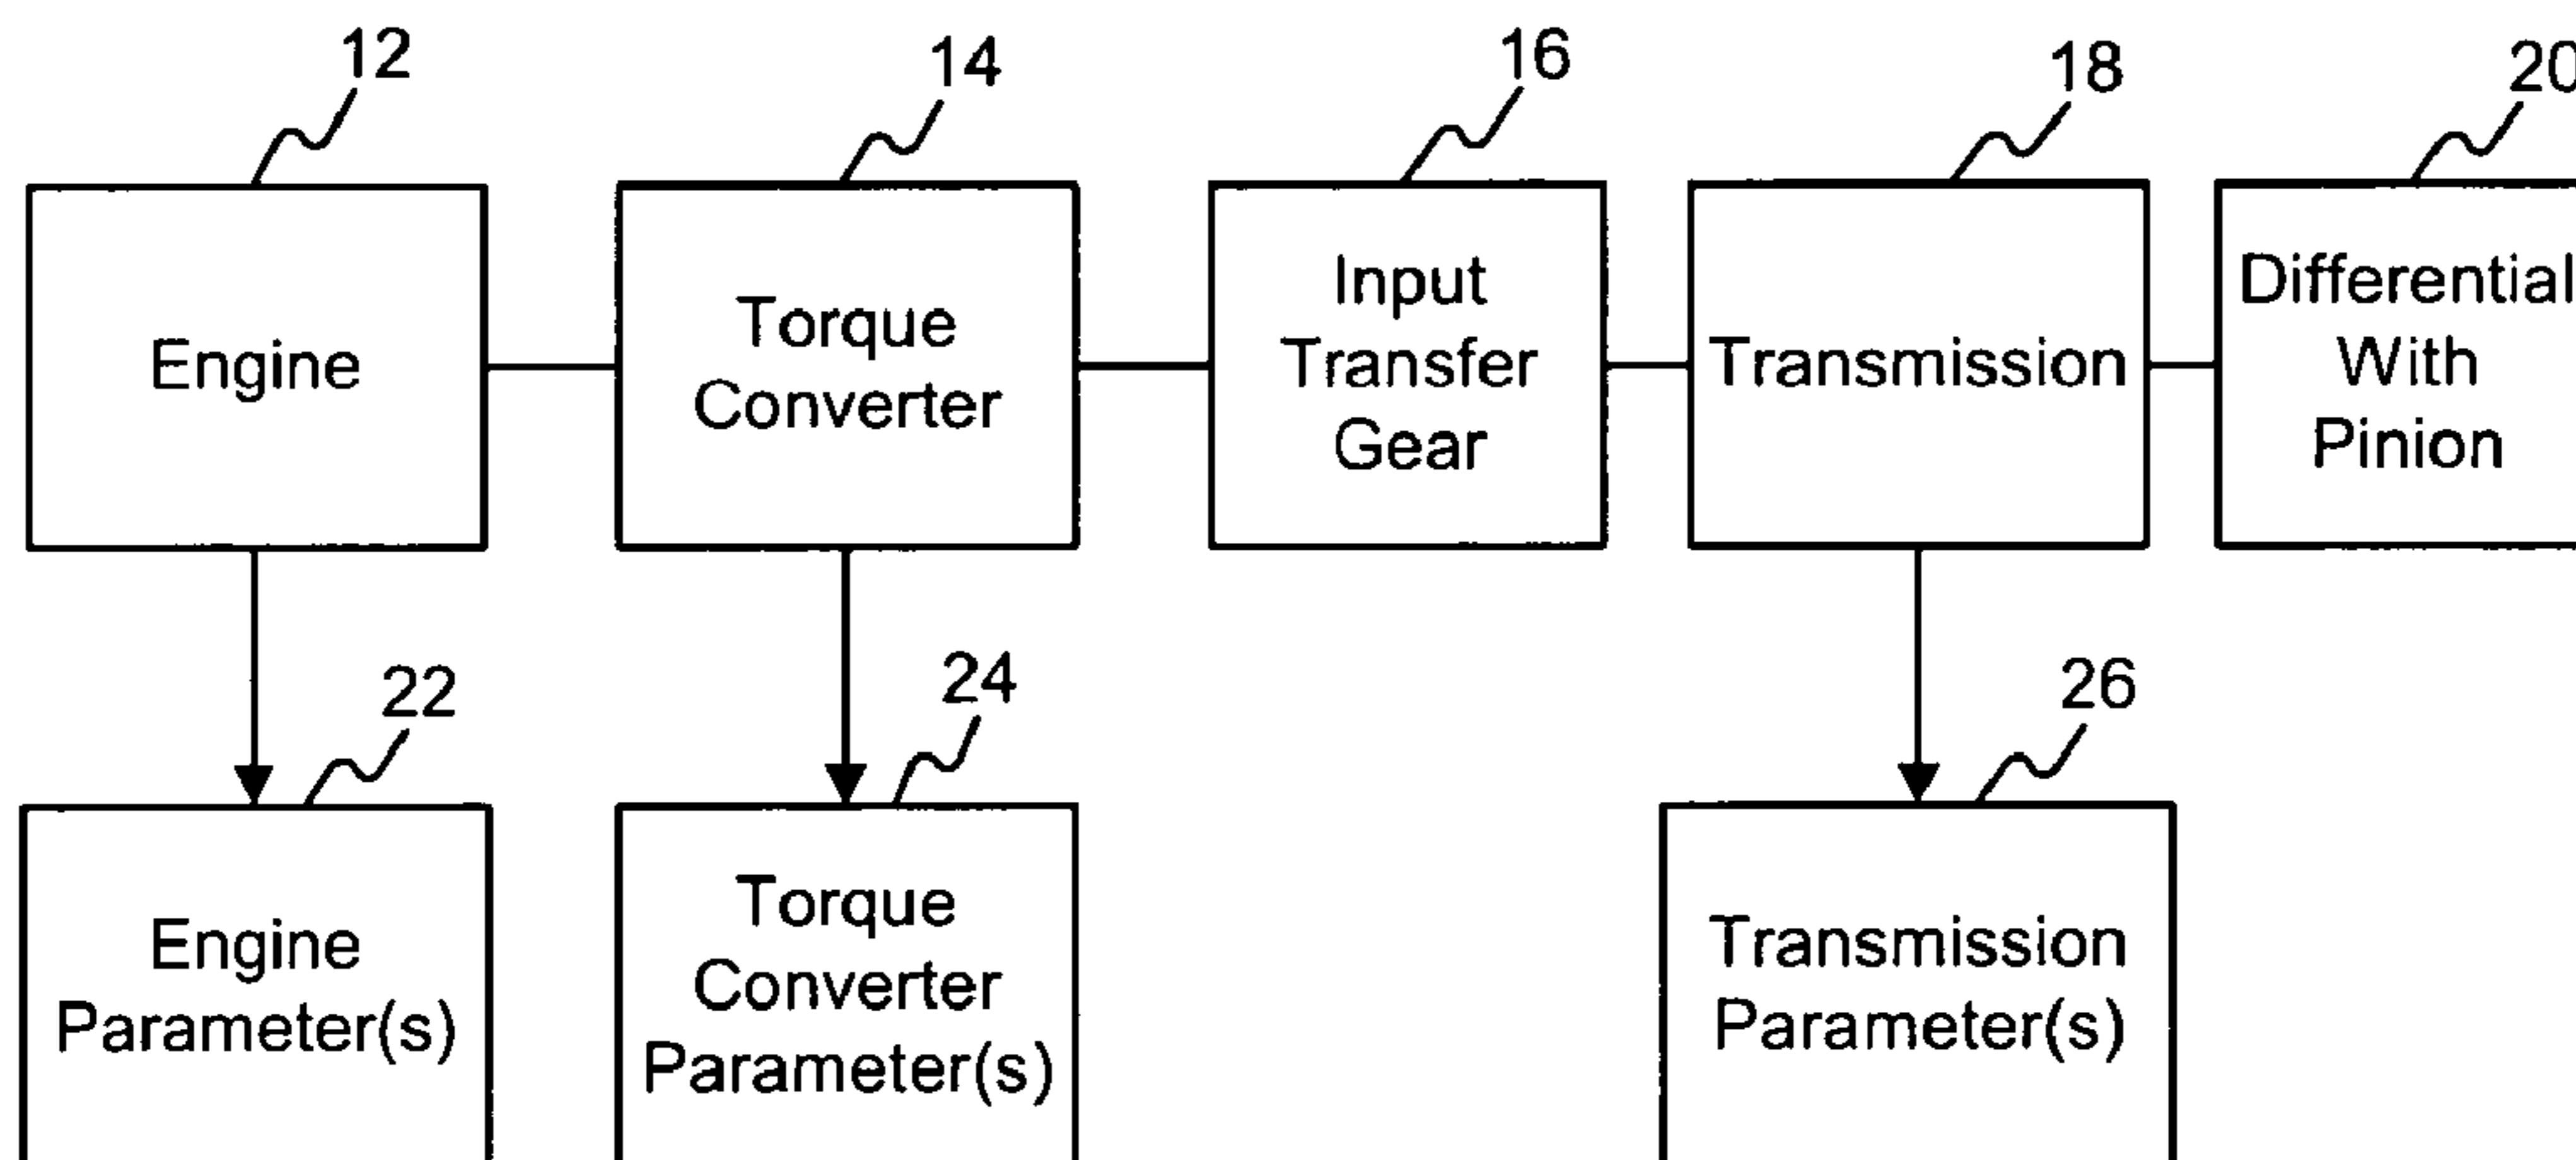 12
14
16
18
20
Engine
Torque
Converter
Input
Transfer
Gear
Transmission
Differential
With
Pinion
22
24
26
Engine
Parameter(s)
Torque
Converter
Parameter(s)
Transmission
Parameter(s)